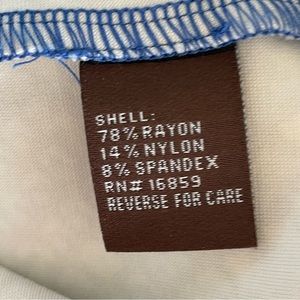 SHELL:
78% RAYON
14% NYLON
8% SPANDEX
RN# 16859
REVERSE FOR CARE